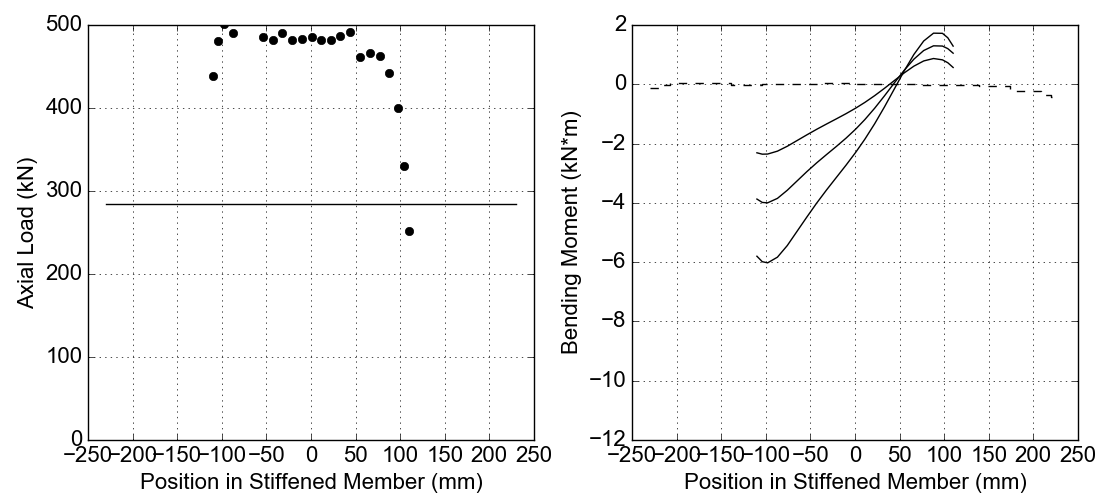 500
400
300
200
100
0
Axial Load (kN)
−250 −200 −150 −100 −50 0 50 100 150 200 250
Position in Stiffened Member (mm)
2
0
−2
−4
−6
−8
−10
−12
Bending Moment (kN*m)
−250 −200 −150 −100 −50 0 50 100 150 200 250
Position in Stiffened Member (mm)